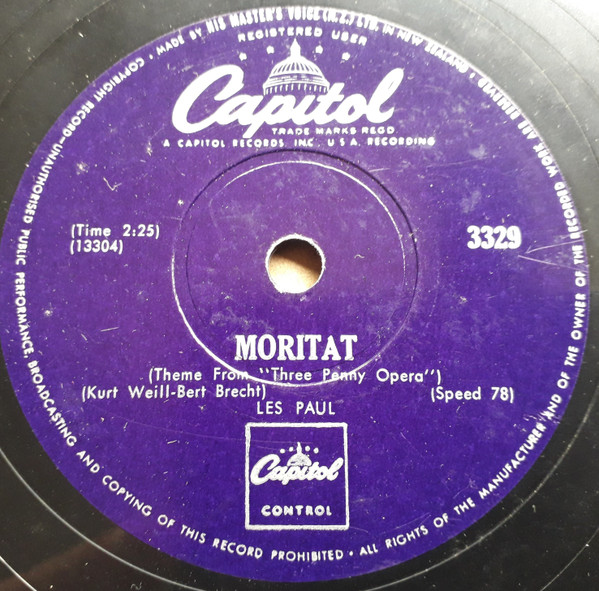 MADE BY HIS MASTER'S VOICE (N.Z.) LTD. IN NEW ZEALAND • ALL RIGHTS OF THE MANUFACTURER AND OF THE OWNER OF THE RECORDED WORK ARE RESERVED
COPYRIGHT RECORD-UNAUTHORISED PUBLIC PERFORMANCE, BROADCASTING AND COPYING OF THIS RECORD PROHIBITED •
REGISTERED USER
Capitol
TRADE MARKS REGD
A CAPITOL RECORDS, INC., U S A. RECORDING
(Time 2:25)
(13304)
3329
MORITAT
(Theme From "Three Penny Opera")
(Kurt Weill-Bert Brecht)
(Speed 78)
LES PAUL
Capitol
CONTROL